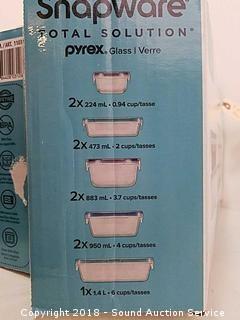 Snapware
TOTAL SOLUTION®
pyrex® Glass | Verre
2x 224 mL • 0.94 cup/tasse
2x 473 mL • 2 cups/tasses
2x 883 mL • 3.7 cups/tasses
2x 950 mL • 4 cups/tasses
1x 1.4 L • 6 cups/tasses
Copyright 2018 - Sound Auction Service